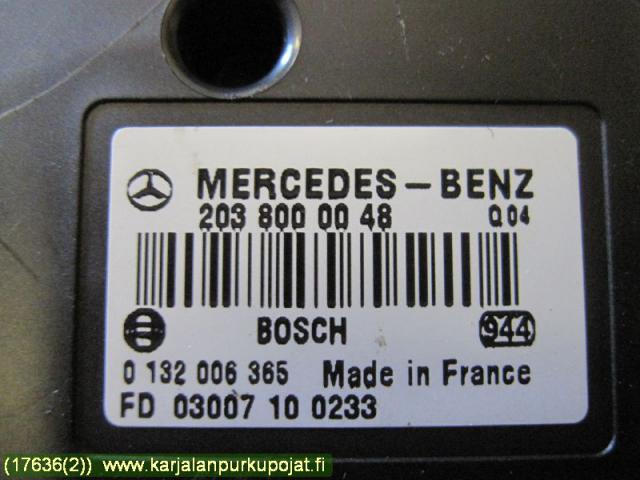 MERCEDES-BENZ
203 800 00 48 Q 04
BOSCH 944
0 132 006 365 Made in France
FD 03007 10 0233
(17636(2)) www.karjalanpurkupojat.fi